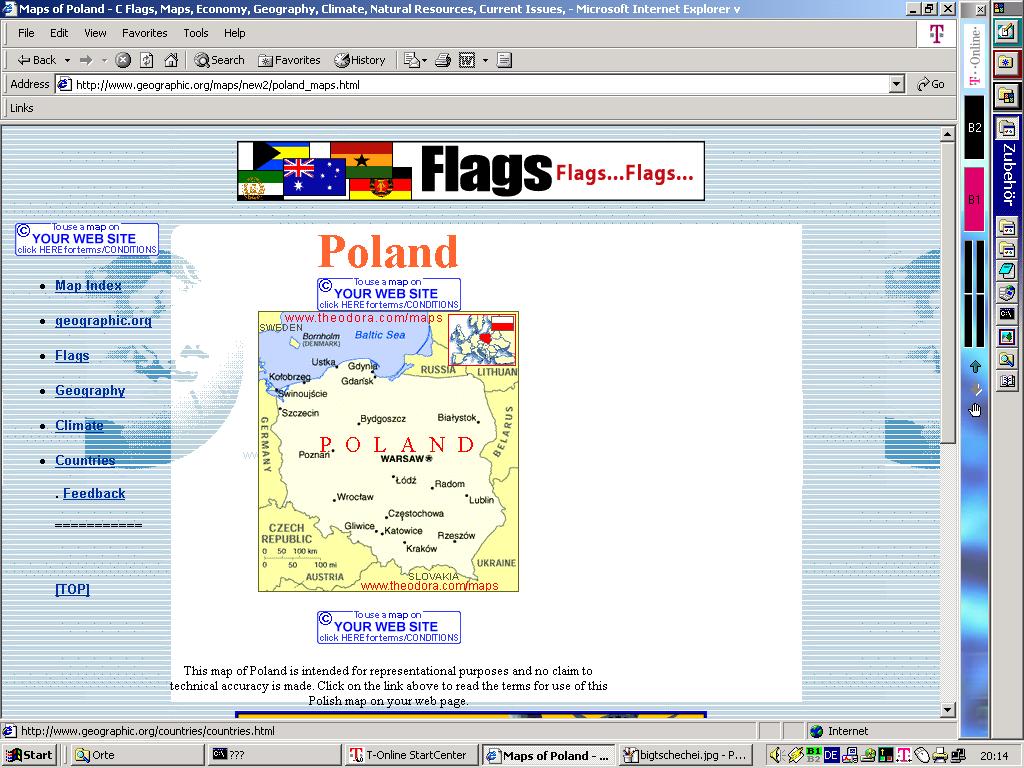 Maps of Poland - C Flags, Maps, Economy, Geography, Climate, Natural Resources, Current Issues, - Microsoft Internet Explorer v
File Edit View Favorites Tools Help
T
Back Search Favorites History Go
Address http://www.geographic.org/maps/new2/poland_maps.html
Links
T · · Online ·
B2
B1
Zubehör
Flags Flags...Flags...
© To use a map on
YOUR WEB SITE
click HERE for terms/CONDITIONS
Map Index
geographic.org
Flags
Geography
Climate
Countries
. Feedback
===========
[TOP]
Poland
© To use a map on
YOUR WEB SITE
click HERE for terms/CONDITIONS
www.theodora.com/maps
SWEDEN
Bornholm
(DENMARK)
Baltic Sea
Ustka
Gdynia
Kołobrzeg
Gdańsk
RUSSIA
LITHUAN
Świnoujście
Szczecin
Bydgoszcz
Białystok
GERMANY
BELARUS
POLAND
Poznań
WARSAW
Łódź
Radom
Wrocław
Lublin
Częstochowa
Gliwice
Katowice
Rzeszów
Kraków
CZECH
REPUBLIC
0 50 100 km
0 50 100 mi
UKRAINE
AUSTRIA
SLOVAKIA
www.theodora.com/maps
© To use a map on
YOUR WEB SITE
click HERE for terms/CONDITIONS
This map of Poland is intended for representational purposes and no claim to
technical accuracy is made. Click on the link above to read the terms for use of this
Polish map on your web page.
http://www.geographic.org/countries/countries.html
Internet
Start Orte ??? T-Online StartCenter Maps of Poland - ... bigtschechei.jpg - P... B1 B2 DE 20:14